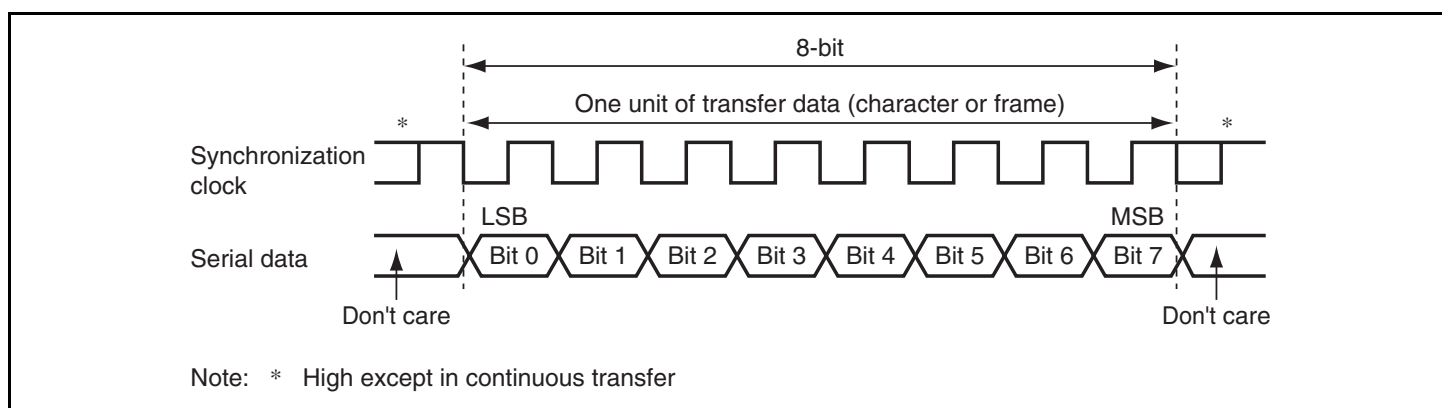 8-bit
One unit of transfer data (character or frame)
* *
Synchronization
clock
LSB MSB
Serial data Bit 0 Bit 1 Bit 2 Bit 3 Bit 4 Bit 5 Bit 6 Bit 7
Don't care Don't care
Note: * High except in continuous transfer